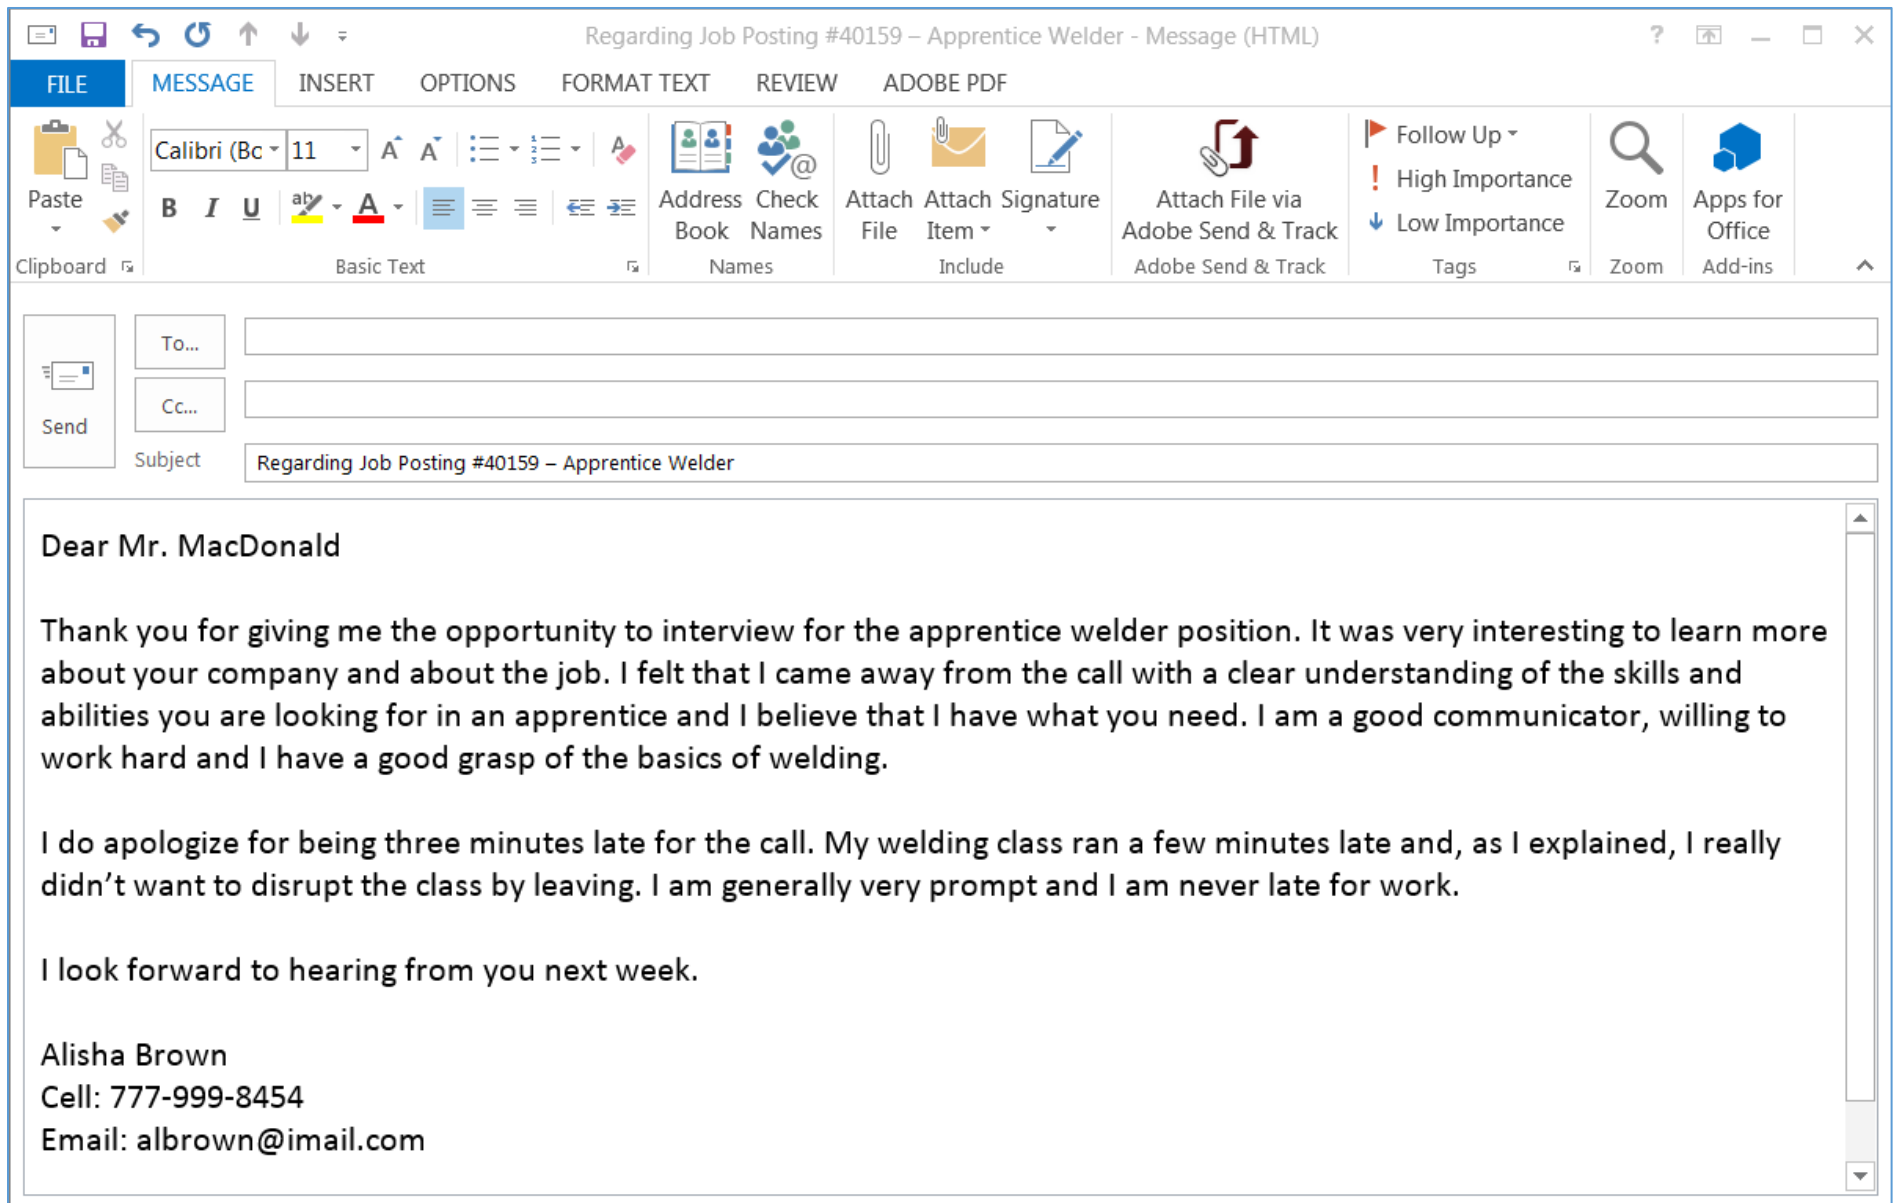 Regarding Job Posting #40159 – Apprentice Welder - Message (HTML)
?
FILE MESSAGE INSERT OPTIONS FORMAT TEXT REVIEW ADOBE PDF
Calibri (Bc 11 A A
Paste
B I U aby A
Address Book
Check Names
Attach File
Attach Item
Signature
Attach File via Adobe Send & Track
Follow Up
! High Importance
Low Importance
Zoom
Apps for Office
Clipboard Basic Text Names Include Adobe Send & Track Tags Zoom Add-ins
Send
To...
Cc...
Subject Regarding Job Posting #40159 – Apprentice Welder
Dear Mr. MacDonald
Thank you for giving me the opportunity to interview for the apprentice welder position. It was very interesting to learn more
about your company and about the job. I felt that I came away from the call with a clear understanding of the skills and
abilities you are looking for in an apprentice and I believe that I have what you need. I am a good communicator, willing to
work hard and I have a good grasp of the basics of welding.
I do apologize for being three minutes late for the call. My welding class ran a few minutes late and, as I explained, I really
didn’t want to disrupt the class by leaving. I am generally very prompt and I am never late for work.
I look forward to hearing from you next week.
Alisha Brown
Cell: 777-999-8454
Email: albrown@imail.com